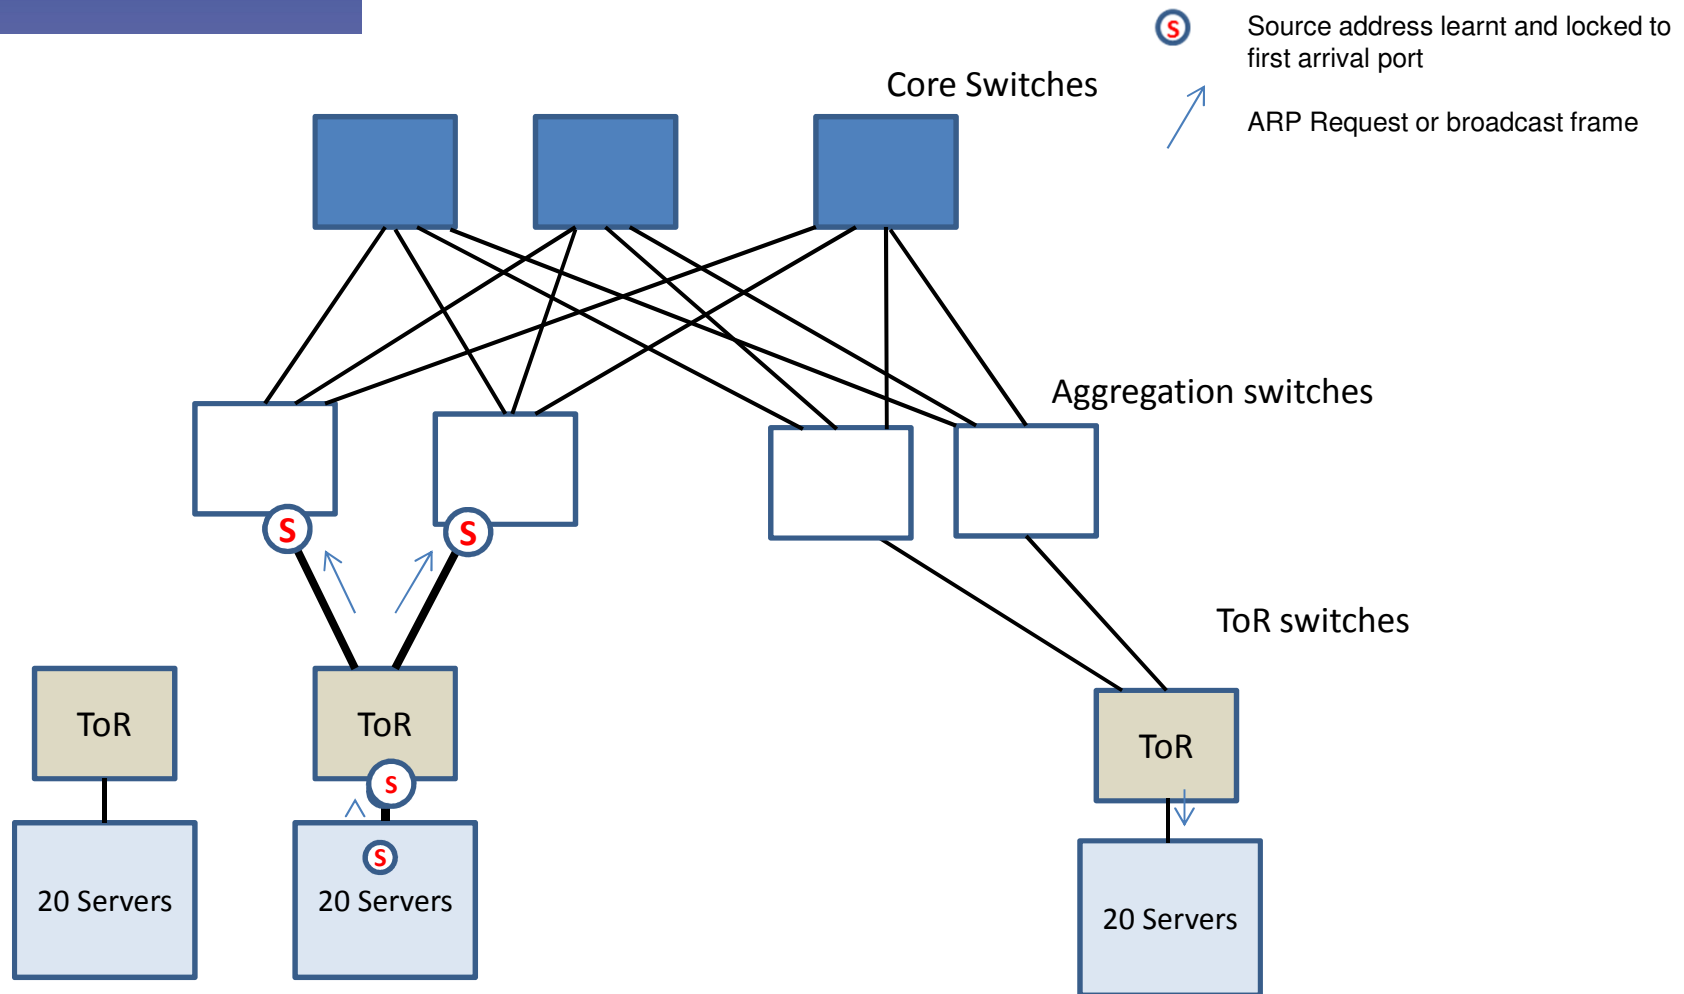 S
Source address learnt and locked to
first arrival port
Core Switches
ARP Request or broadcast frame
Aggregation switches
S
S
ToR switches
ToR
ToR
ToR
S
S
20 Servers
20 Servers
20 Servers